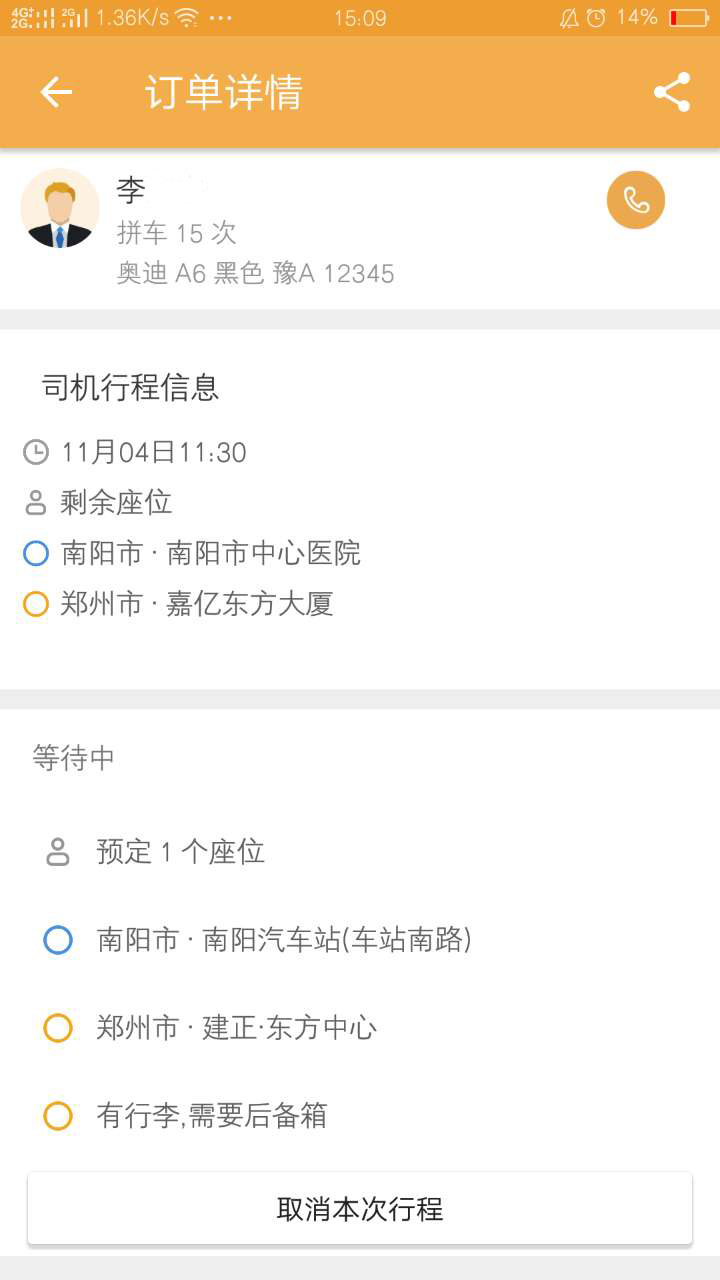 4G+ 2G 2G 1.36K/s 15:09 14%
订单详情
李
拼车 15 次
奥迪 A6 黑色 豫A 12345
司机行程信息
11月04日11:30
剩余座位
南阳市 · 南阳市中心医院
郑州市 · 嘉亿东方大厦
等待中
预定 1 个座位
南阳市 · 南阳汽车站(车站南路)
郑州市 · 建正·东方中心
有行李,需要后备箱
取消本次行程